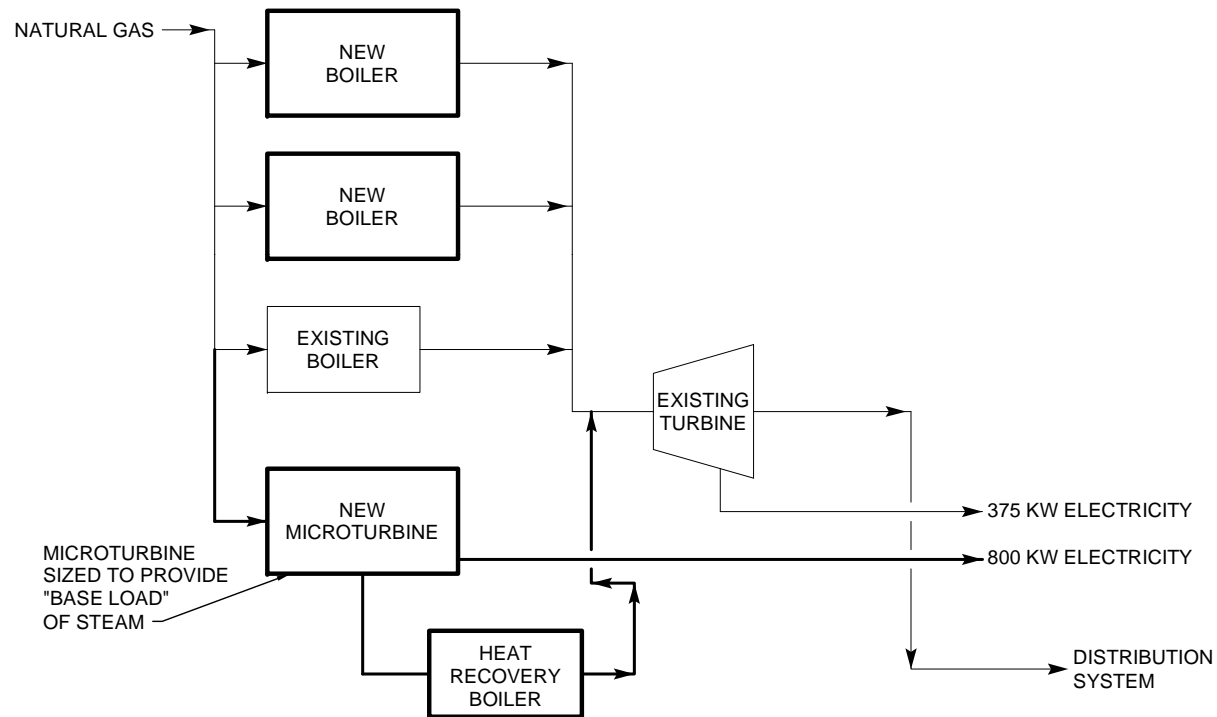 NATURAL GAS
NEW
BOILER
NEW
BOILER
EXISTING
BOILER
EXISTING
TURBINE
NEW
MICROTURBINE
375 KW ELECTRICITY
800 KW ELECTRICITY
MICROTURBINE
SIZED TO PROVIDE
"BASE LOAD"
OF STEAM
HEAT
RECOVERY
BOILER
DISTRIBUTION
SYSTEM